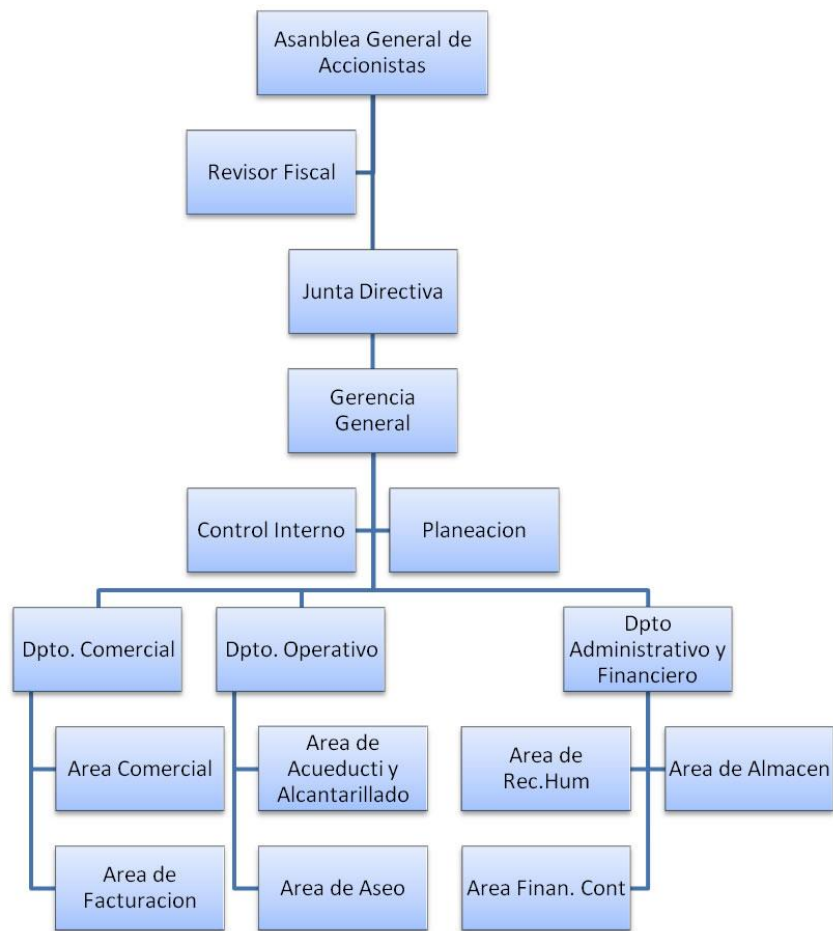 Asanblea General de
Accionistas
Revisor Fiscal
Junta Directiva
Gerencia
General
Control Interno
Planeacion
Dpto. Comercial
Dpto. Operativo
Dpto
Administrativo y
Financiero
Area Comercial
Area de
Acueducti y
Alcantarillado
Area de
Rec.Hum
Area de Almacen
Area de
Facturacion
Area de Aseo
Area Finan. Cont